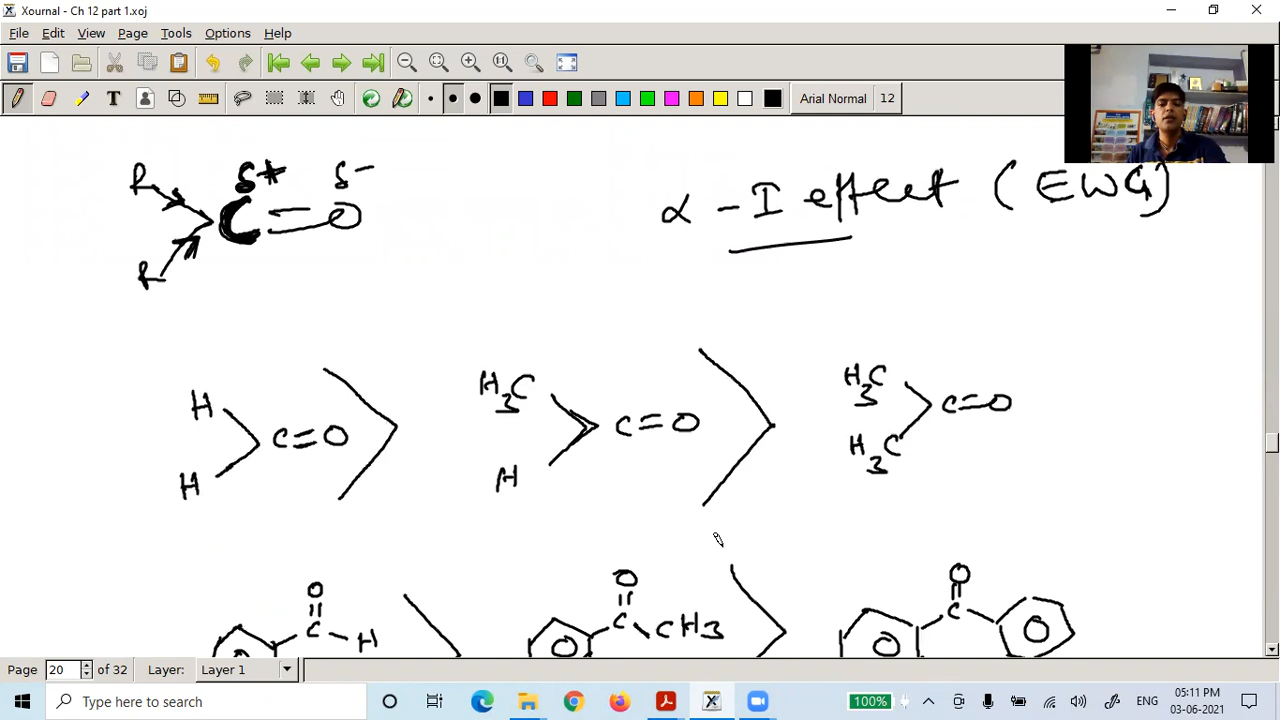 Xournal - Ch 12 part 1.xoj
File Edit View Page Tools Options Help
Arial Normal 12
R δ+ δ-
C=O
R
α -I effect (EWG)
H
C=O
H
>
H3C
C=O
H
>
H3C
C=O
H3C
O
C H
>
O
C CH3
>
O
C
Page 20 of 32 Layer: Layer 1
Type here to search
100%
ENG
05:11 PM
03-06-2021